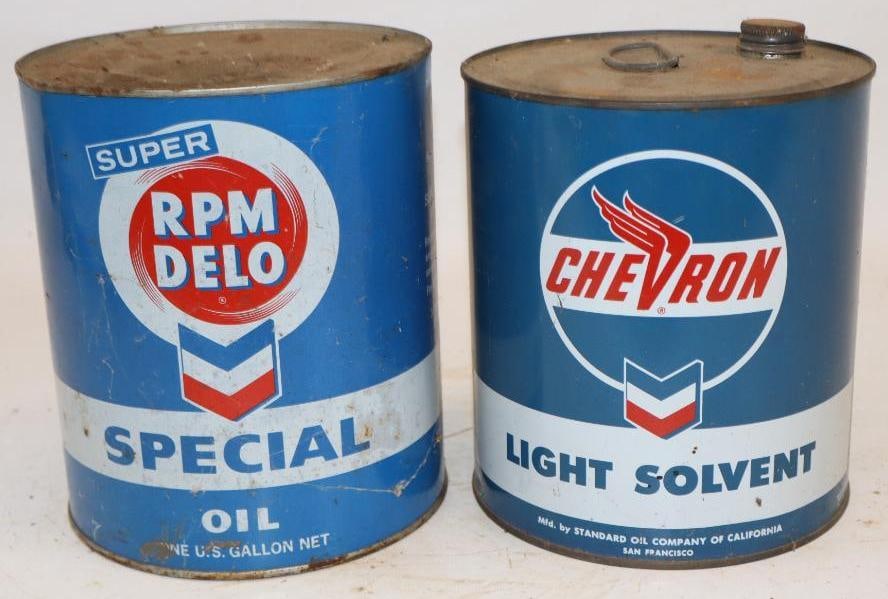 SUPER
RPM
DELO
®
SPECIAL
OIL
NE U.S. GALLON NET
CHEVRON
®
LIGHT SOLVENT
Mfd. by STANDARD OIL COMPANY OF CALIFORNIA
SAN FRANCISCO